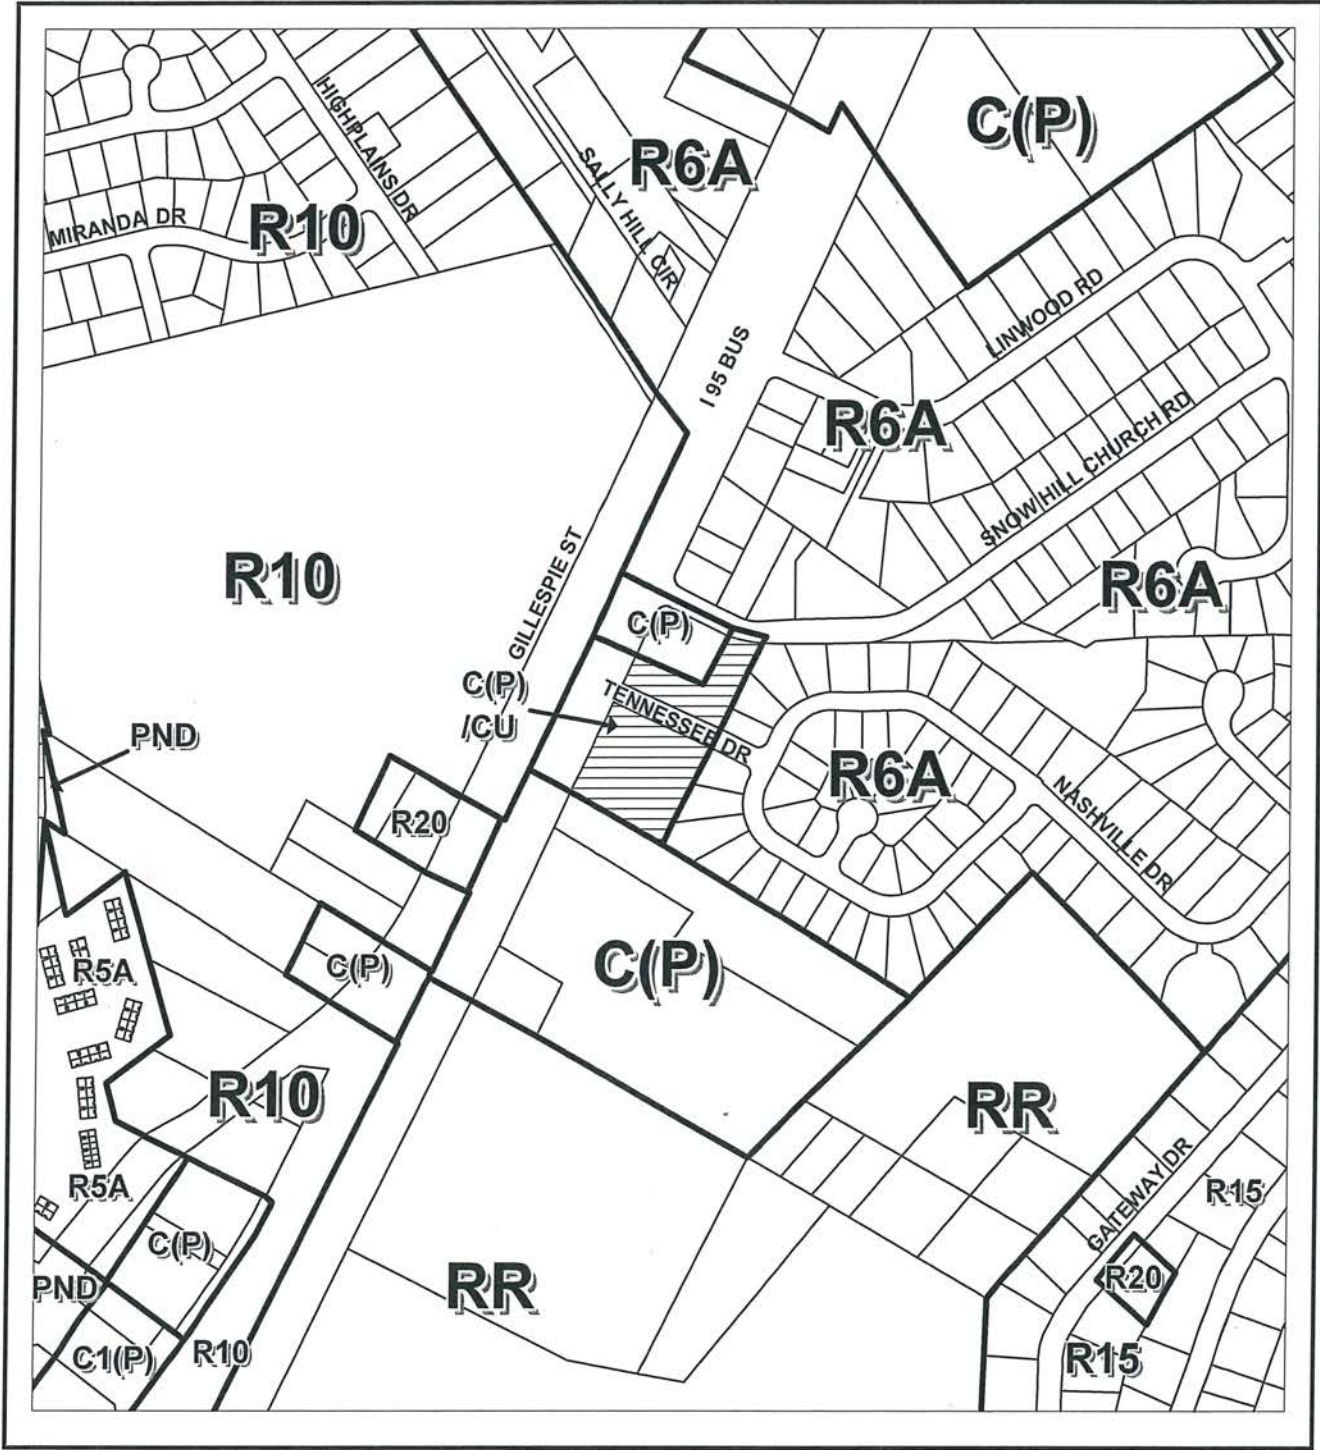 C(P)
R6A
HIGHPLAINS DR
SALLY HILL CIR
MIRANDA DR
R10
LINWOOD RD
I 95 BUS
R6A
SNOW HILL CHURCH RD
R10
GILLESPIE ST
R6A
C(P)
C(P)
/CU
TENNESSEE DR
PND
R6A
NASHVILLE DR
R20
R5A
C(P)
C(P)
R10
RR
GATEWAY DR
R5A
R15
C(P)
PND
RR
R20
C1(P)
R10
R15